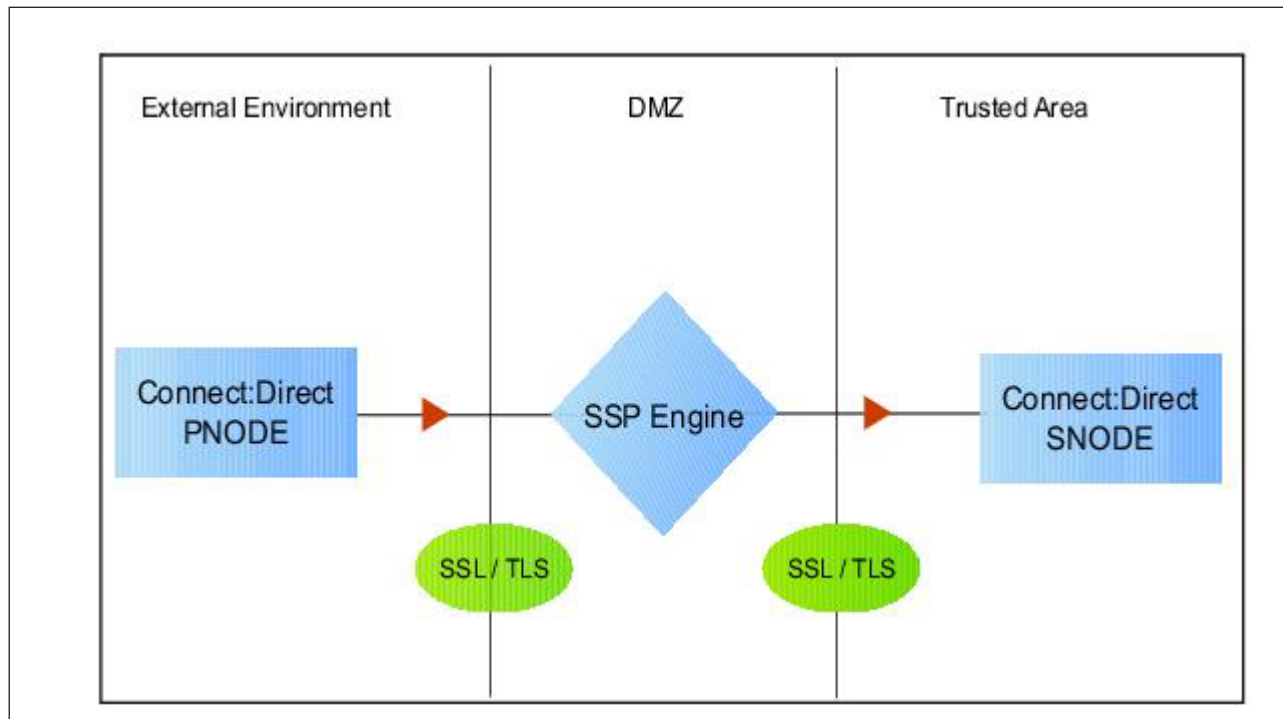 External Environment
DMZ
Trusted Area
Connect:Direct
PNODE
SSP Engine
Connect:Direct
SNODE
SSL / TLS
SSL / TLS